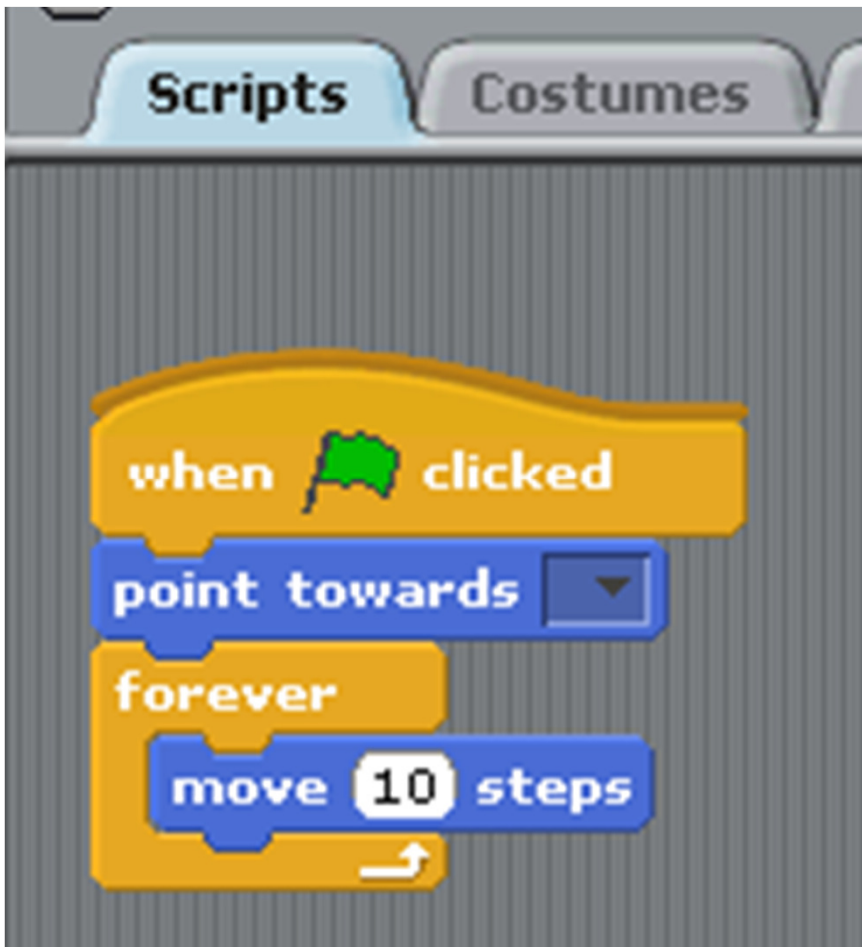 Scripts Costumes
when clicked
point towards
forever
move 10 steps